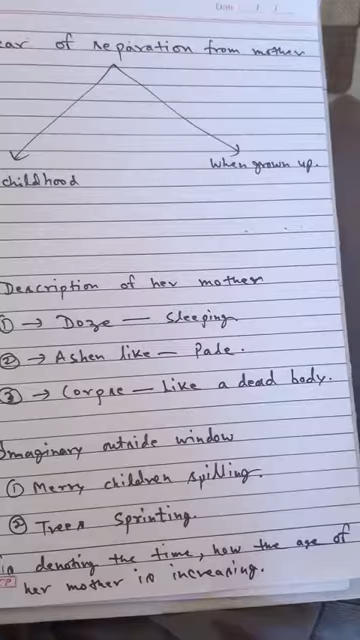 Date / /
ear of separation from mother
when grown up.
childhood
Description of her mother
① → Doze — Sleeping
② → Ashen like — Pale.
③ → Corpse — Like a dead body.
Imaginary outside window
① Merry children spilling.
② Trees Sprinting.
is denoting the time, how the age of
her mother is increasing.